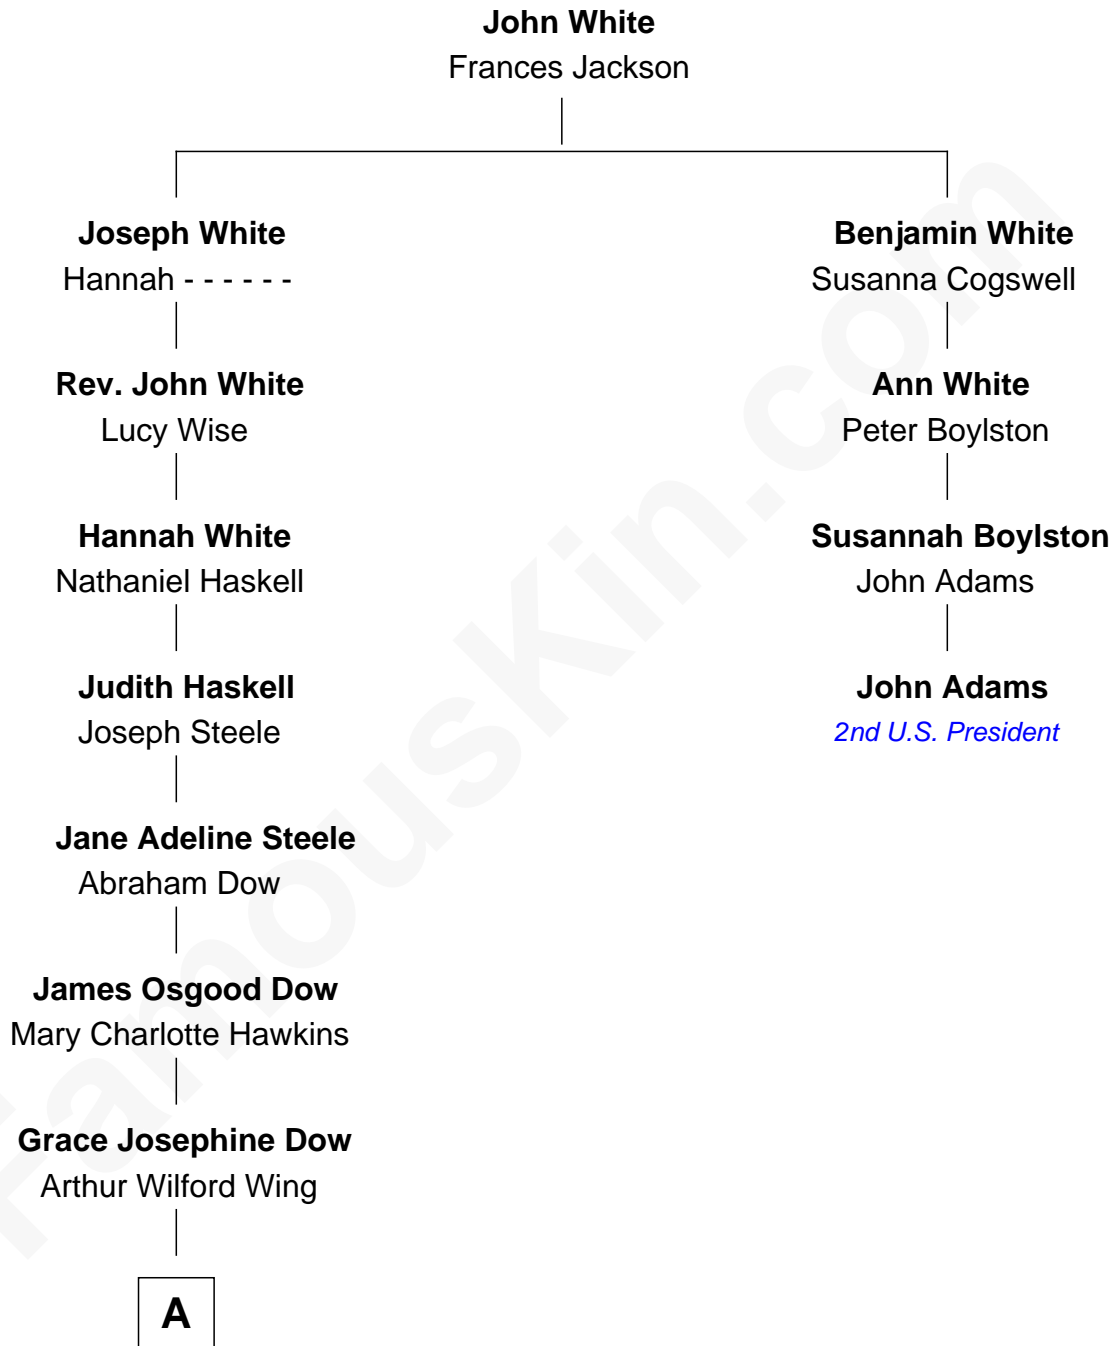 John White
Frances Jackson
Joseph White
Hannah - - - - - -
Benjamin White
Susanna Cogswell
Rev. John White
Lucy Wise
Ann White
Peter Boylston
Hannah White
Nathaniel Haskell
Susannah Boylston
John Adams
Judith Haskell
Joseph Steele
John Adams
2nd U.S. President
Jane Adeline Steele
Abraham Dow
James Osgood Dow
Mary Charlotte Hawkins
Grace Josephine Dow
Arthur Wilford Wing
A
FamousKin.com